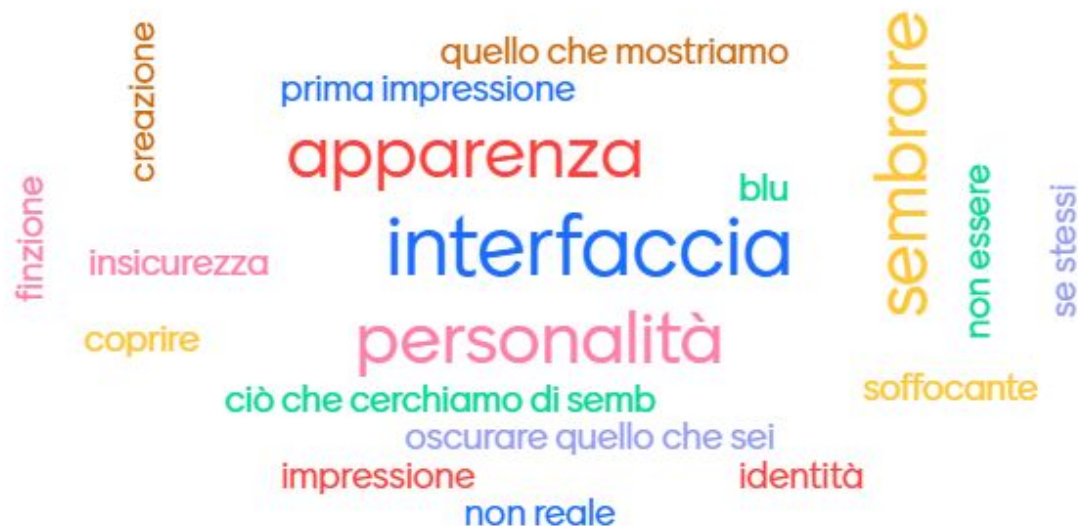 quello che mostriamo
creazione
prima impressione
apparenza
sembrare
blu
non essere
finzione
se stessi
interfaccia
insicurezza
personalità
coprire
soffocante
ciò che cerchiamo di semb
oscurare quello che sei
impressione
identità
non reale